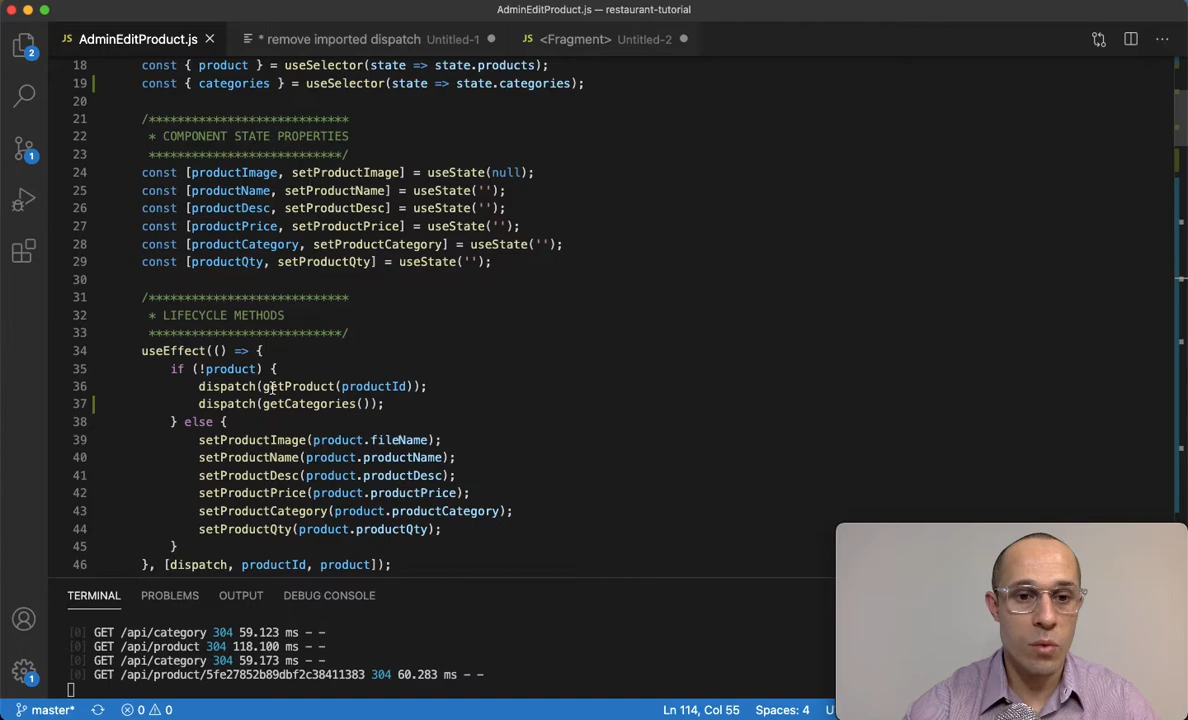 AdminEditProduct.js — restaurant-tutorial
JS AdminEditProduct.js × * remove imported dispatch Untitled-1 JS <Fragment> Untitled-2
18 const { product } = useSelector(state => state.products);
19 const { categories } = useSelector(state => state.categories);
20
21 /****************************
22 * COMPONENT STATE PROPERTIES
23 ***************************/
24 const [productImage, setProductImage] = useState(null);
25 const [productName, setProductName] = useState('');
26 const [productDesc, setProductDesc] = useState('');
27 const [productPrice, setProductPrice] = useState('');
28 const [productCategory, setProductCategory] = useState('');
29 const [productQty, setProductQty] = useState('');
30
31 /****************************
32 * LIFECYCLE METHODS
33 ***************************/
34 useEffect(() => {
35 if (!product) {
36 dispatch(getProduct(productId));
37 dispatch(getCategories());
38 } else {
39 setProductImage(product.fileName);
40 setProductName(product.productName);
41 setProductDesc(product.productDesc);
42 setProductPrice(product.productPrice);
43 setProductCategory(product.productCategory);
44 setProductQty(product.productQty);
45 }
46 }, [dispatch, productId, product]);
2
1
1
TERMINAL PROBLEMS OUTPUT DEBUG CONSOLE
[0] GET /api/category 304 59.123 ms - -
[0] GET /api/product 304 118.100 ms - -
[0] GET /api/category 304 59.173 ms - -
[0] GET /api/product/5fe27852b89dbf2c38411383 304 60.283 ms - -
master* 0 0 Ln 114, Col 55 Spaces: 4 U